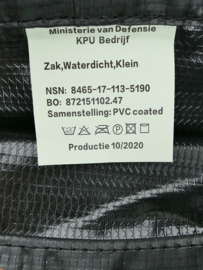 Ministerie van Defensie
KPU Bedrijf
Zak,Waterdicht,Klein
NSN: 8465-17-113-5190
BO: 872151102.47
Samenstelling: PVC coated
Productie 10/2020